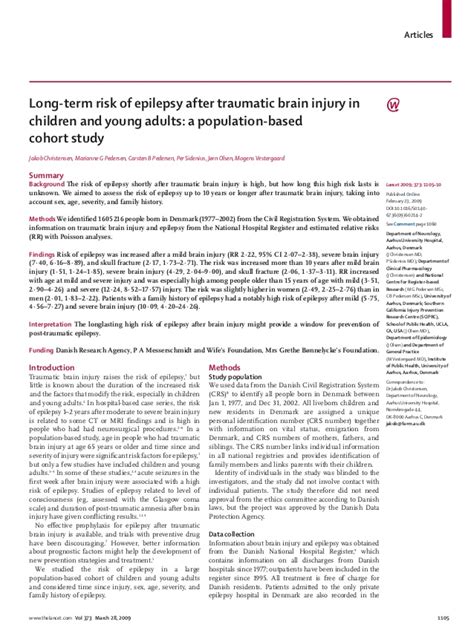 Articles
Long-term risk of epilepsy after traumatic brain injury in
children and young adults: a population-based
cohort study
Jakob Christensen, Marianne G Pedersen, Carsten B Pedersen, Per Sidenius, Jørn Olsen, Mogens Vestergaard
Summary
Background The risk of epilepsy shortly after traumatic brain injury is high, but how long this high risk lasts is
unknown. We aimed to assess the risk of epilepsy up to 10 years or longer after traumatic brain injury, taking into
account sex, age, severity, and family history.
Methods We identified 1 605 216 people born in Denmark (1977–2002) from the Civil Registration System. We obtained
information on traumatic brain injury and epilepsy from the National Hospital Register and estimated relative risks
(RR) with Poisson analyses.
Findings Risk of epilepsy was increased after a mild brain injury (RR 2·22, 95% CI 2·07–2·38), severe brain injury
(7·40, 6·16–8·89), and skull fracture (2·17, 1·73–2·71). The risk was increased more than 10 years after mild brain
injury (1·51, 1·24–1·85), severe brain injury (4·29, 2·04–9·00), and skull fracture (2·06, 1·37–3·11). RR increased
with age at mild and severe injury and was especially high among people older than 15 years of age with mild (3·51,
2·90–4·26) and severe (12·24, 8·52–17·57) injury. The risk was slightly higher in women (2·49, 2·25–2·76) than in
men (2·01, 1·83–2·22). Patients with a family history of epilepsy had a notably high risk of epilepsy after mild (5·75,
4·56–7·27) and severe brain injury (10·09, 4·20–24·26).
Interpretation The longlasting high risk of epilepsy after brain injury might provide a window for prevention of
post-traumatic epilepsy.
Funding Danish Research Agency, P A Messerschmidt and Wife's Foundation, Mrs Grethe Bønnelycke's Foundation.
Introduction
Traumatic brain injury raises the risk of epilepsy, but
little is known about the duration of the increased risk
and the factors that modify the risk, especially in children
and young adults. In hospital-based case series, the risk
of epilepsy 1–2 years after moderate to severe brain injury
is related to some CT or MRI findings and is high in
people who had had neurosurgical procedures. In a
population-based study, age in people who had traumatic
brain injury at age 65 years or older and time since and
severity of injury were significant risk factors for epilepsy,
but only a few studies have included children and young
adults. In some of these studies, acute seizures in the
first week after brain injury were associated with a high
risk of epilepsy. Studies of epilepsy related to level of
consciousness (eg, assessed with the Glasgow coma
scale) and duration of post-traumatic amnesia after brain
injury have given conflicting results.
No effective prophylaxis for epilepsy after traumatic
brain injury is available, and trials with preventive drug
have been discouraging. However, better information
about prognostic factors might help the development of
new prevention strategies and treatment.
We studied the risk of epilepsy in a large
population-based cohort of children and young adults
and considered time since injury, sex, age, severity, and
family history of epilepsy.
Methods
Study population
We used data from the Danish Civil Registration System
(CRS) to identify all people born in Denmark between
Jan 1, 1977, and Dec 31, 2002. All liveborn children and
new residents in Denmark are assigned a unique
personal identification number (CRS number) together
with information on vital status, emigration from
Denmark, and CRS numbers of mothers, fathers, and
siblings. The CRS number links individual information
in all national registries and provides identification of
family members and links parents with their children.
Identity of individuals in the study was blinded to the
investigators, and the study did not involve contact with
individual patients. The study therefore did not need
approval from the ethics committee according to Danish
laws, but the project was approved by the Danish Data
Protection Agency.
Data collection
Information about brain injury and epilepsy was obtained
from the Danish National Hospital Register, which
contains information on all discharges from Danish
hospitals since 1977; outpatients have been included in the
register since 1995. All treatment is free of charge for
Danish residents. Patients admitted to the only private
epilepsy hospital in Denmark are also included in the
Lancet 2009; 373: 1105–10
Published Online
February 23, 2009
DOI:10.1016/S0140-
6736(09)60214-2
See Comment page 1060
Department of Neurology,
Aarhus University Hospital,
Aarhus, Denmark
(J Christensen MD,
P Sidenius MD); Department of
Clinical Pharmacology
(J Christensen) and National
Centre for Register-based
Research (M G Pedersen MSc,
C B Pedersen MSc), University of
Aarhus, Denmark; Southern
California Injury Prevention
Research Centre (SCIPRC),
School of Public Health, UCLA,
CA, USA (J Olsen MD);
Department of Epidemiology
(J Olsen) and Department of
General Practice
(M Vestergaard MD), Institute
of Public Health, University of
Aarhus, Aarhus, Denmark
Correspondence to:
Dr Jakob Christensen,
Department of Neurology,
Aarhus University Hospital,
Norrebrogade 44,
DK-8000 Aarhus C, Denmark
jakob@farm.au.dk
www.thelancet.com Vol 373 March 28, 2009
1105